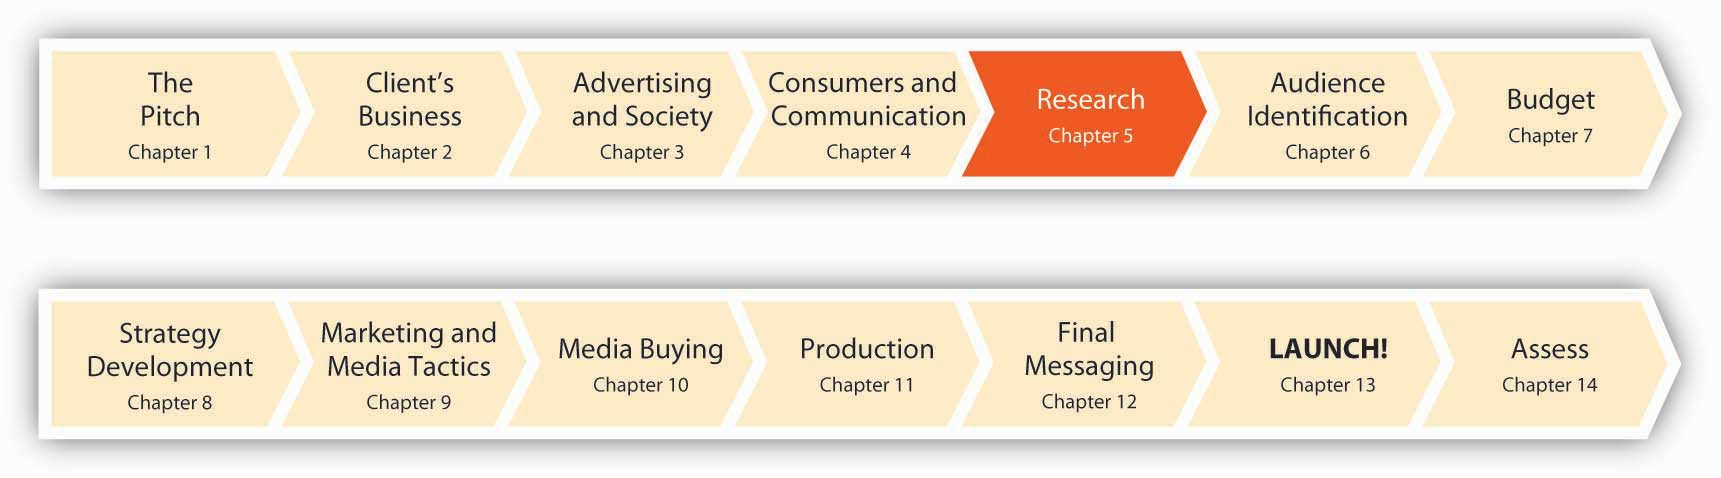 The
Pitch
Chapter 1
Client’s
Business
Chapter 2
Advertising
and Society
Chapter 3
Consumers and
Communication
Chapter 4
Research
Chapter 5
Audience
Identification
Chapter 6
Budget
Chapter 7
Strategy
Development
Chapter 8
Marketing and
Media Tactics
Chapter 9
Media Buying
Chapter 10
Production
Chapter 11
Final
Messaging
Chapter 12
LAUNCH!
Chapter 13
Assess
Chapter 14